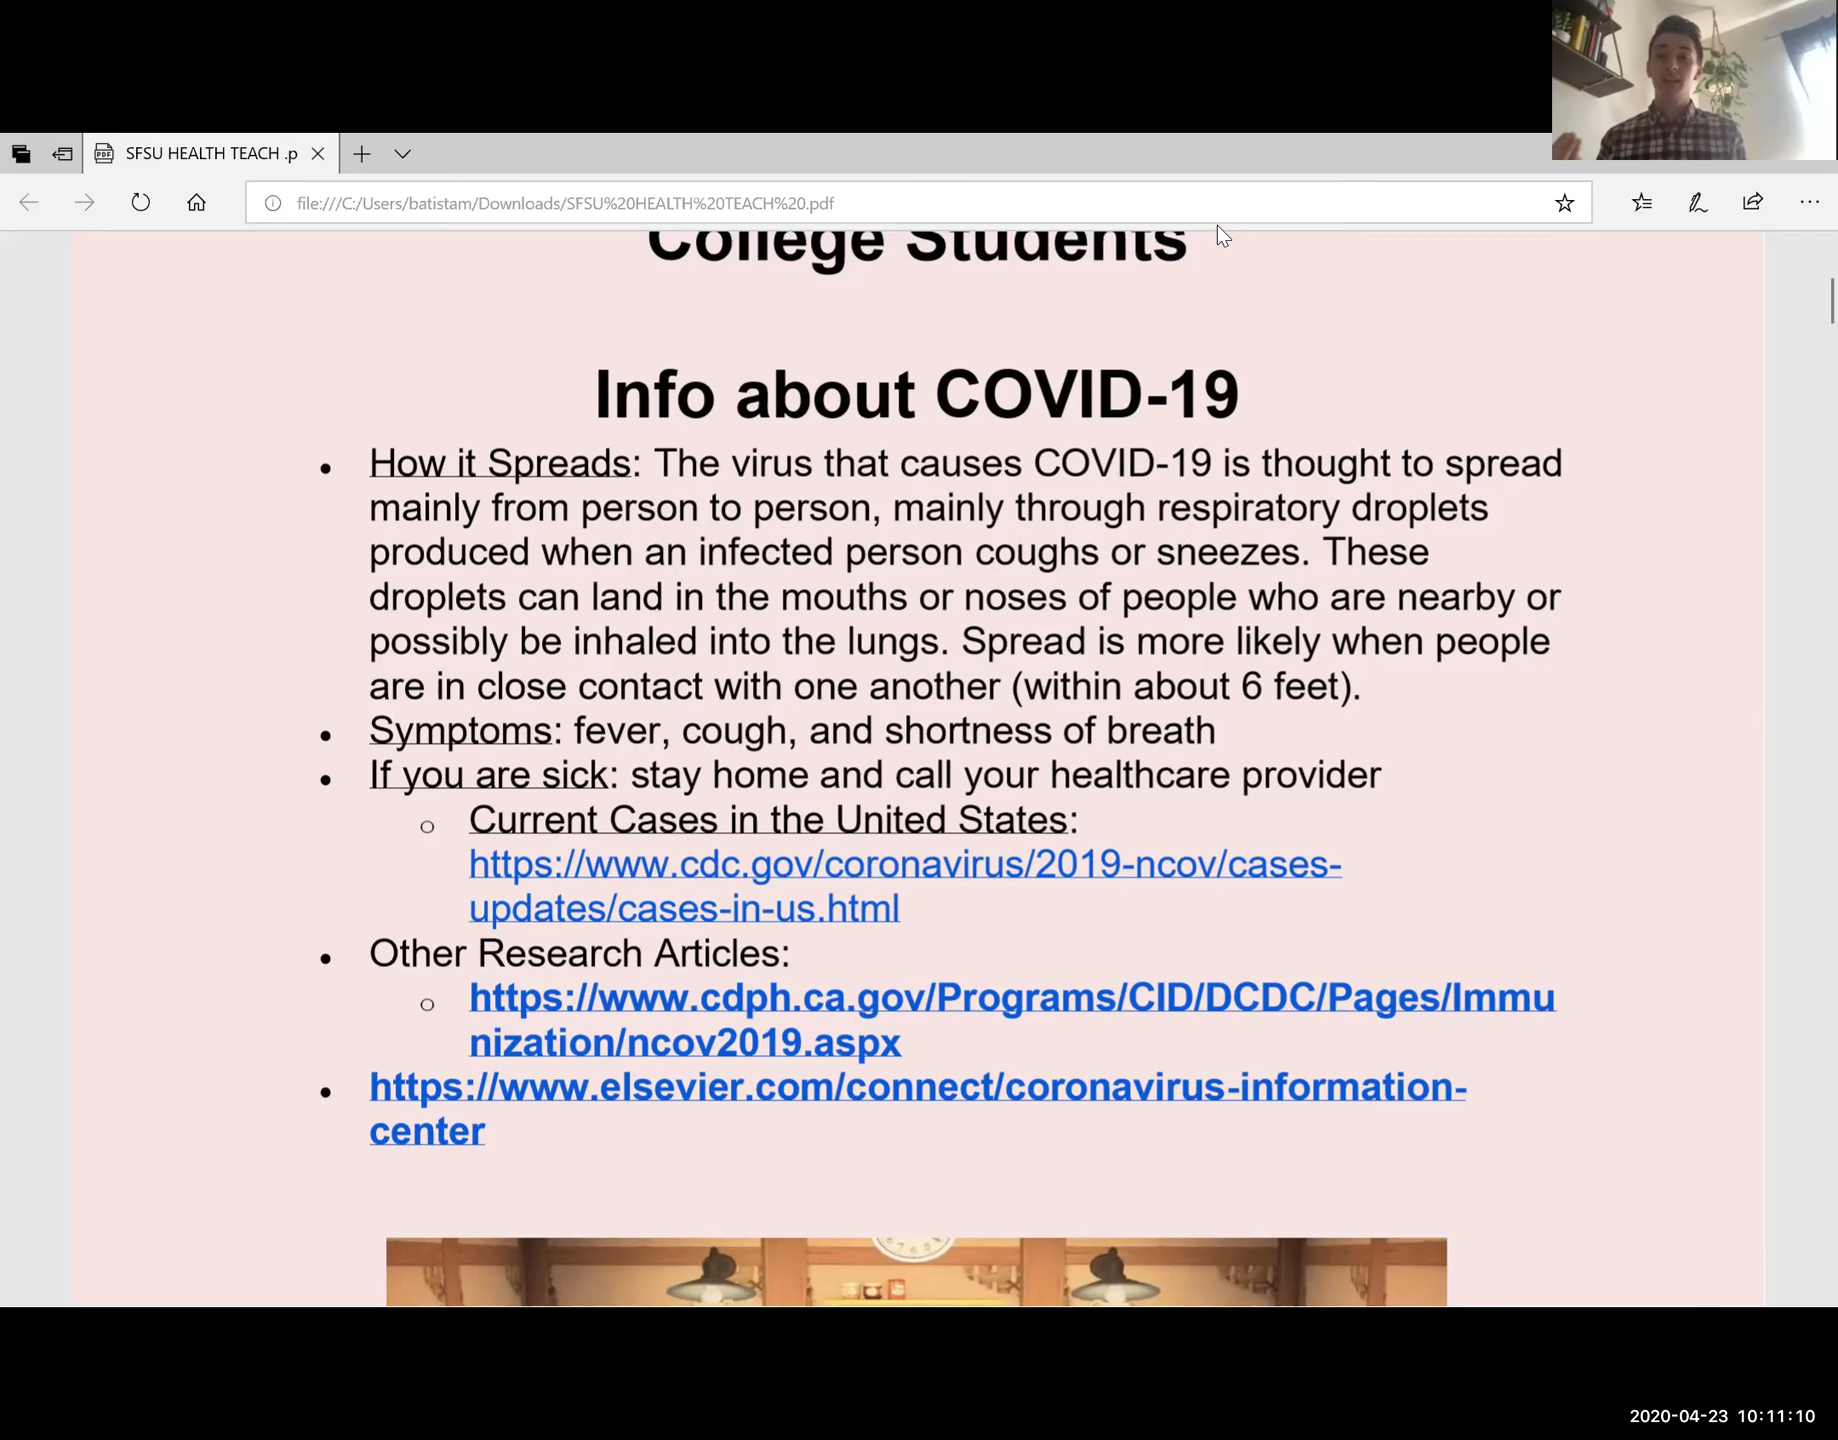 SFSU HEALTH TEACH .p
file:///C:/Users/batistam/Downloads/SFSU%20HEALTH%20TEACH%20.pdf
College Students
Info about COVID-19
How it Spreads: The virus that causes COVID-19 is thought to spread
mainly from person to person, mainly through respiratory droplets
produced when an infected person coughs or sneezes. These
droplets can land in the mouths or noses of people who are nearby or
possibly be inhaled into the lungs. Spread is more likely when people
are in close contact with one another (within about 6 feet).
Symptoms: fever, cough, and shortness of breath
If you are sick: stay home and call your healthcare provider
Current Cases in the United States:
https://www.cdc.gov/coronavirus/2019-ncov/cases-
updates/cases-in-us.html
Other Research Articles:
https://www.cdph.ca.gov/Programs/CID/DCDC/Pages/Immu
nization/ncov2019.aspx
https://www.elsevier.com/connect/coronavirus-information-
center
2020-04-23 10:11:10